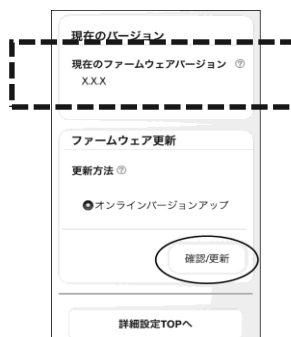 現在のバージョン
現在のファームウェアバージョン ?
X.X.X
ファームウェア更新
更新方法 ?
オンラインバージョンアップ
確認/更新
詳細設定TOPへ